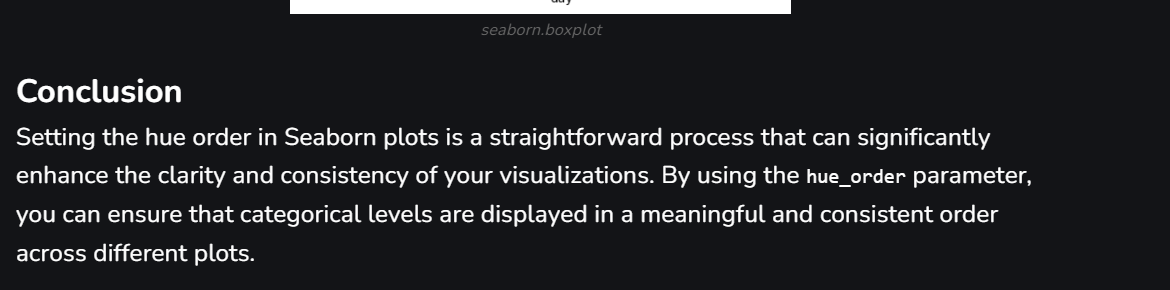 day
seaborn.boxplot
Conclusion
Setting the hue order in Seaborn plots is a straightforward process that can significantly
enhance the clarity and consistency of your visualizations. By using the hue_order parameter,
you can ensure that categorical levels are displayed in a meaningful and consistent order
across different plots.